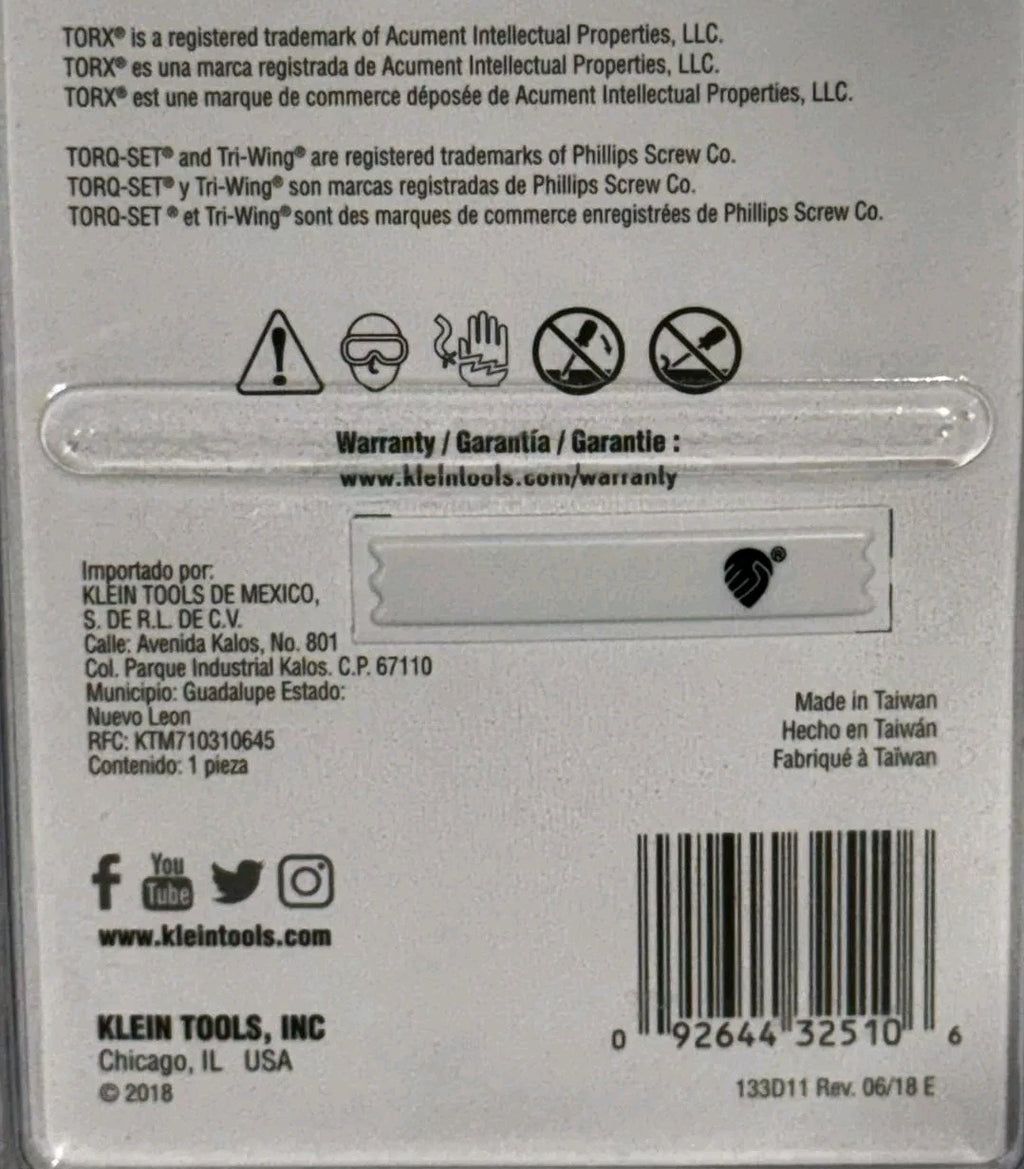 TORX® is a registered trademark of Acument Intellectual Properties, LLC.
TORX® es una marca registrada de Acument Intellectual Properties, LLC.
TORX® est une marque de commerce déposée de Acument Intellectual Properties, LLC.
TORQ-SET® and Tri-Wing® are registered trademarks of Phillips Screw Co.
TORQ-SET® y Tri-Wing® son marcas registradas de Phillips Screw Co.
TORQ-SET ® et Tri-Wing® sont des marques de commerce enregistrées de Phillips Screw Co.
Warranty / Garantía / Garantie :
www.kleintools.com/warranty
®
Importado por:
KLEIN TOOLS DE MEXICO,
S. DE R.L. DE C.V.
Calle: Avenida Kalos, No. 801
Col. Parque Industrial Kalos. C.P. 67110
Municipio: Guadalupe Estado:
Nuevo Leon
RFC: KTM710310645
Contenido: 1 pieza
Made in Taiwan
Hecho en Taiwán
Fabriqué à Taïwan
You
Tube
www.kleintools.com
KLEIN TOOLS, INC
Chicago, IL USA
© 2018
0 92644 32510 6
133D11 Rev. 06/18 E